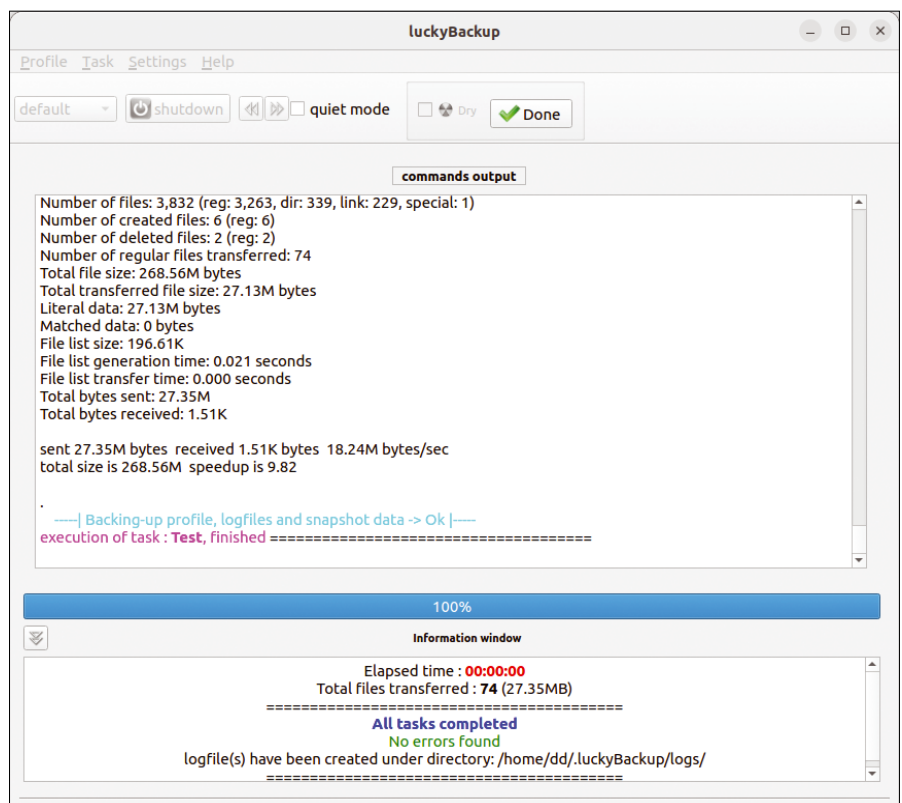 luckyBackup
Profile Task Settings Help
default shutdown quiet mode Dry Done
commands output
Number of files: 3,832 (reg: 3,263, dir: 339, link: 229, special: 1)
Number of created files: 6 (reg: 6)
Number of deleted files: 2 (reg: 2)
Number of regular files transferred: 74
Total file size: 268.56M bytes
Total transferred file size: 27.13M bytes
Literal data: 27.13M bytes
Matched data: 0 bytes
File list size: 196.61K
File list generation time: 0.021 seconds
File list transfer time: 0.000 seconds
Total bytes sent: 27.35M
Total bytes received: 1.51K
sent 27.35M bytes  received 1.51K bytes  18.24M bytes/sec
total size is 268.56M  speedup is 9.82
.
-----| Backing-up profile, logfiles and snapshot data -> Ok |-----
execution of task : Test, finished =====================================
100%
Information window
Elapsed time : 00:00:00
Total files transferred : 74 (27.35MB)
=========================================
All tasks completed
No errors found
logfile(s) have been created under directory: /home/dd/.luckyBackup/logs/
=========================================